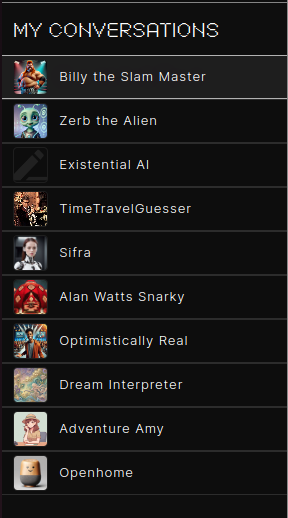 MY CONVERSATIONS
Billy the Slam Master
Zerb the Alien
Existential AI
TimeTravelGuesser
Sifra
Alan Watts Snarky
Optimistically Real
Dream Interpreter
Adventure Amy
Openhome